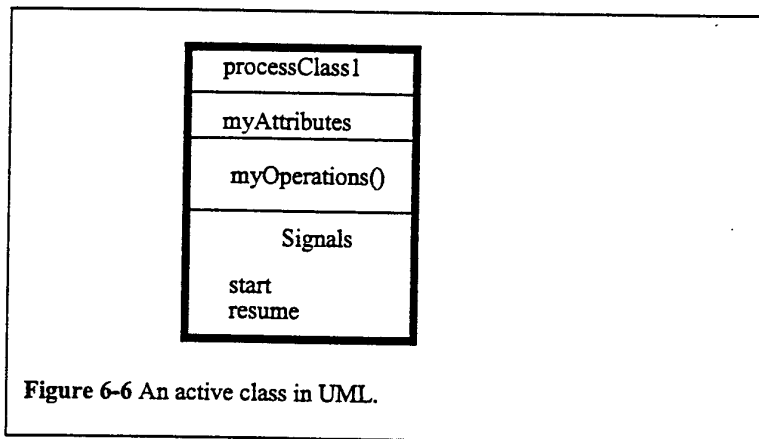 processClass1
myAttributes
myOperations()
Signals
start
resume
Figure 6-6 An active class in UML.